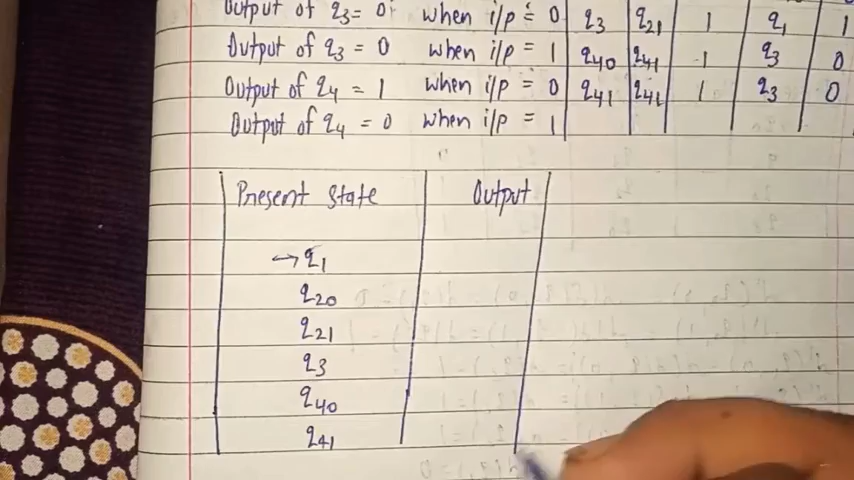 Output of q3 = 0 when i/p = 0 q3 q21 1 q1 1
Output of q3 = 0 when i/p = 1 q40 q41 1 q3 0
Output of q4 = 1 when i/p = 0 q41 q41 1 q3 0
Output of q4 = 0 when i/p = 1
Present State Output
→ q1
q20
q21
q3
q40
q41